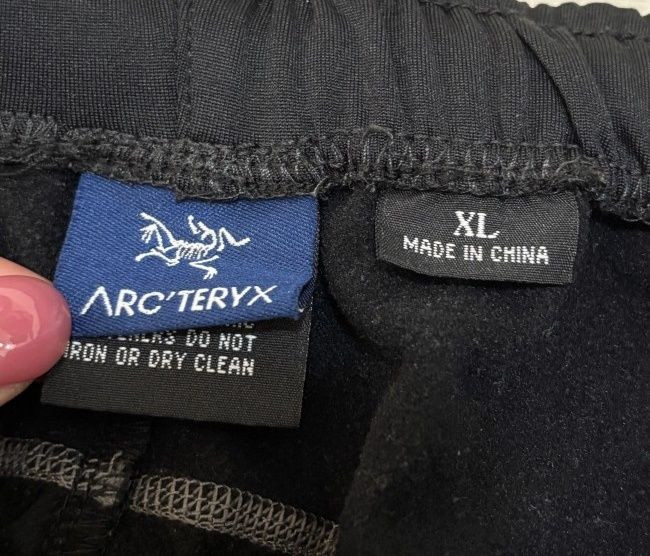 ARC'TERYX
DO NOT
IRON OR DRY CLEAN
XL
MADE IN CHINA